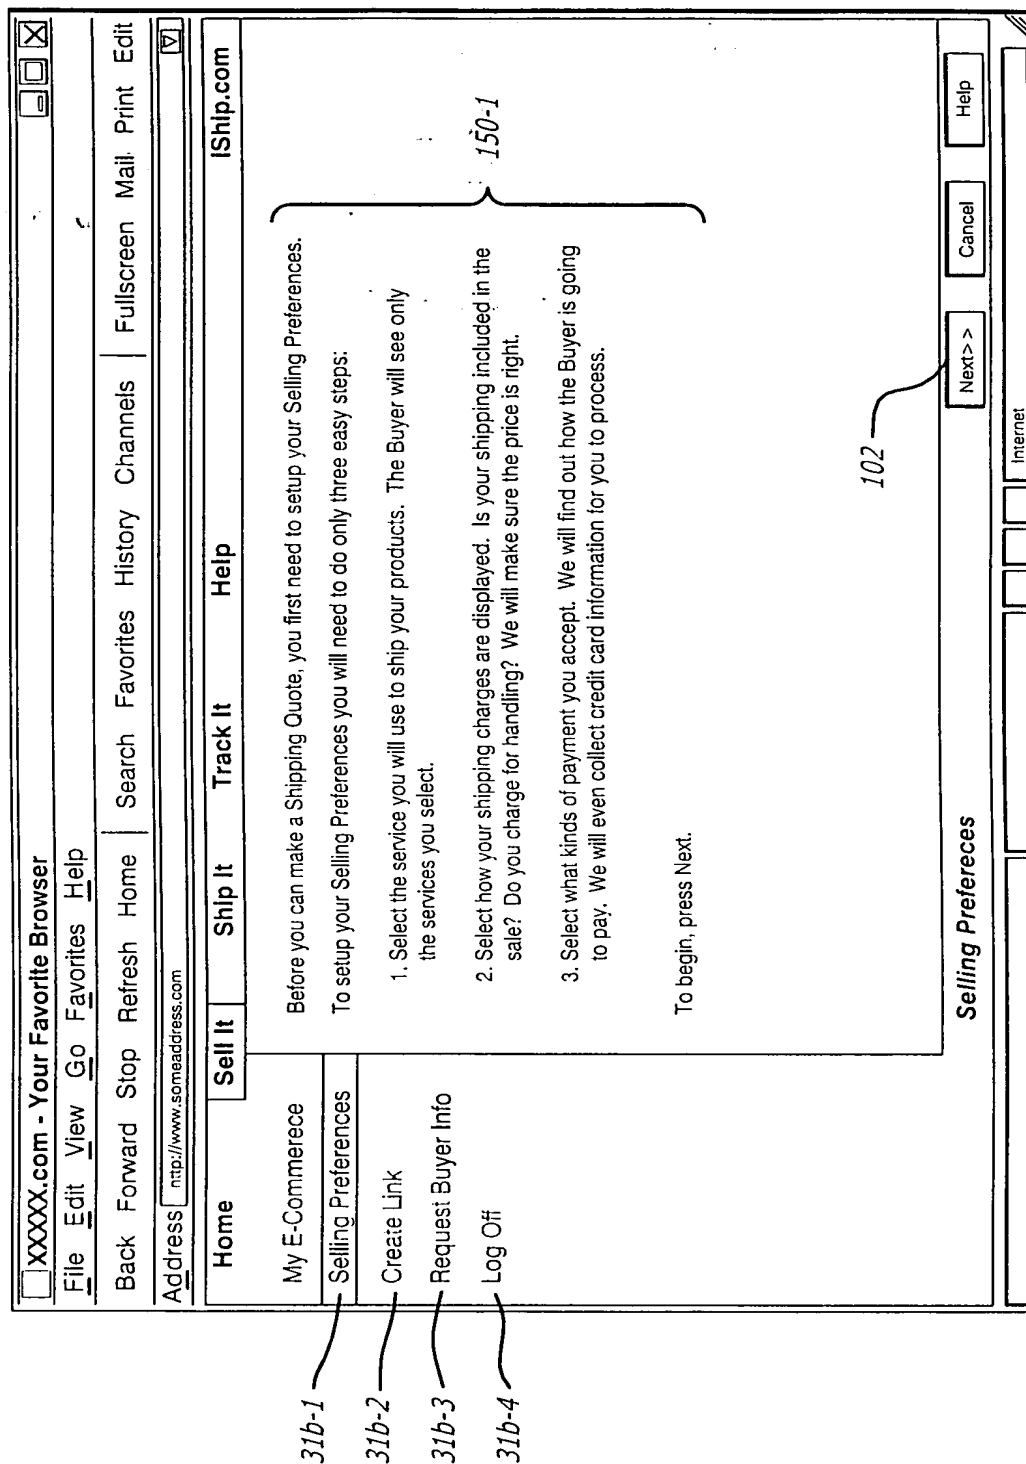 XXXXX.com - Your Favorite Browser
File Edit View Go Favorites Help
Back Forward Stop Refresh Home Search Favorites History Channels Fullscreen Mail Print Edit
Address http://www.someaddress.com
Home Sell It Ship It Track It Help IShip.com
My E-Commerece
Selling Preferences
Create Link
Request Buyer Info
Log Off
31b-1
31b-2
31b-3
31b-4
Before you can make a Shipping Quote, you first need to setup your Selling Preferences.
To setup your Selling Preferences you will need to do only three easy steps:
1. Select the service you will use to ship your products. The Buyer will see only
the services you select.
2. Select how your shipping charges are displayed. Is your shipping included in the
sale? Do you charge for handling? We will make sure the price is right.
3. Select what kinds of payment you accept. We will find out how the Buyer is going
to pay. We will even collect credit card information for you to process.
To begin, press Next.
150-1
102
Selling Prefereces
Next>> Cancel Help
Internet